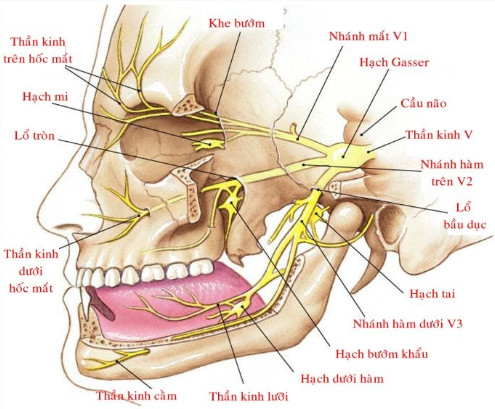 Khe bướm
Nhánh mắt V1
Thần kinh
trên hốc mắt
Hạch Gasser
Hạch mi
Cầu não
Lổ tròn
Thần kinh V
Nhánh hàm
trên V2
Lổ
bầu dục
Thần kinh
dưới
hốc mắt
Hạch tai
Nhánh hàm dưới V3
Hạch bướm khẩu
Hạch dưới hàm
Thần kinh cằm
Thần kinh lưỡi